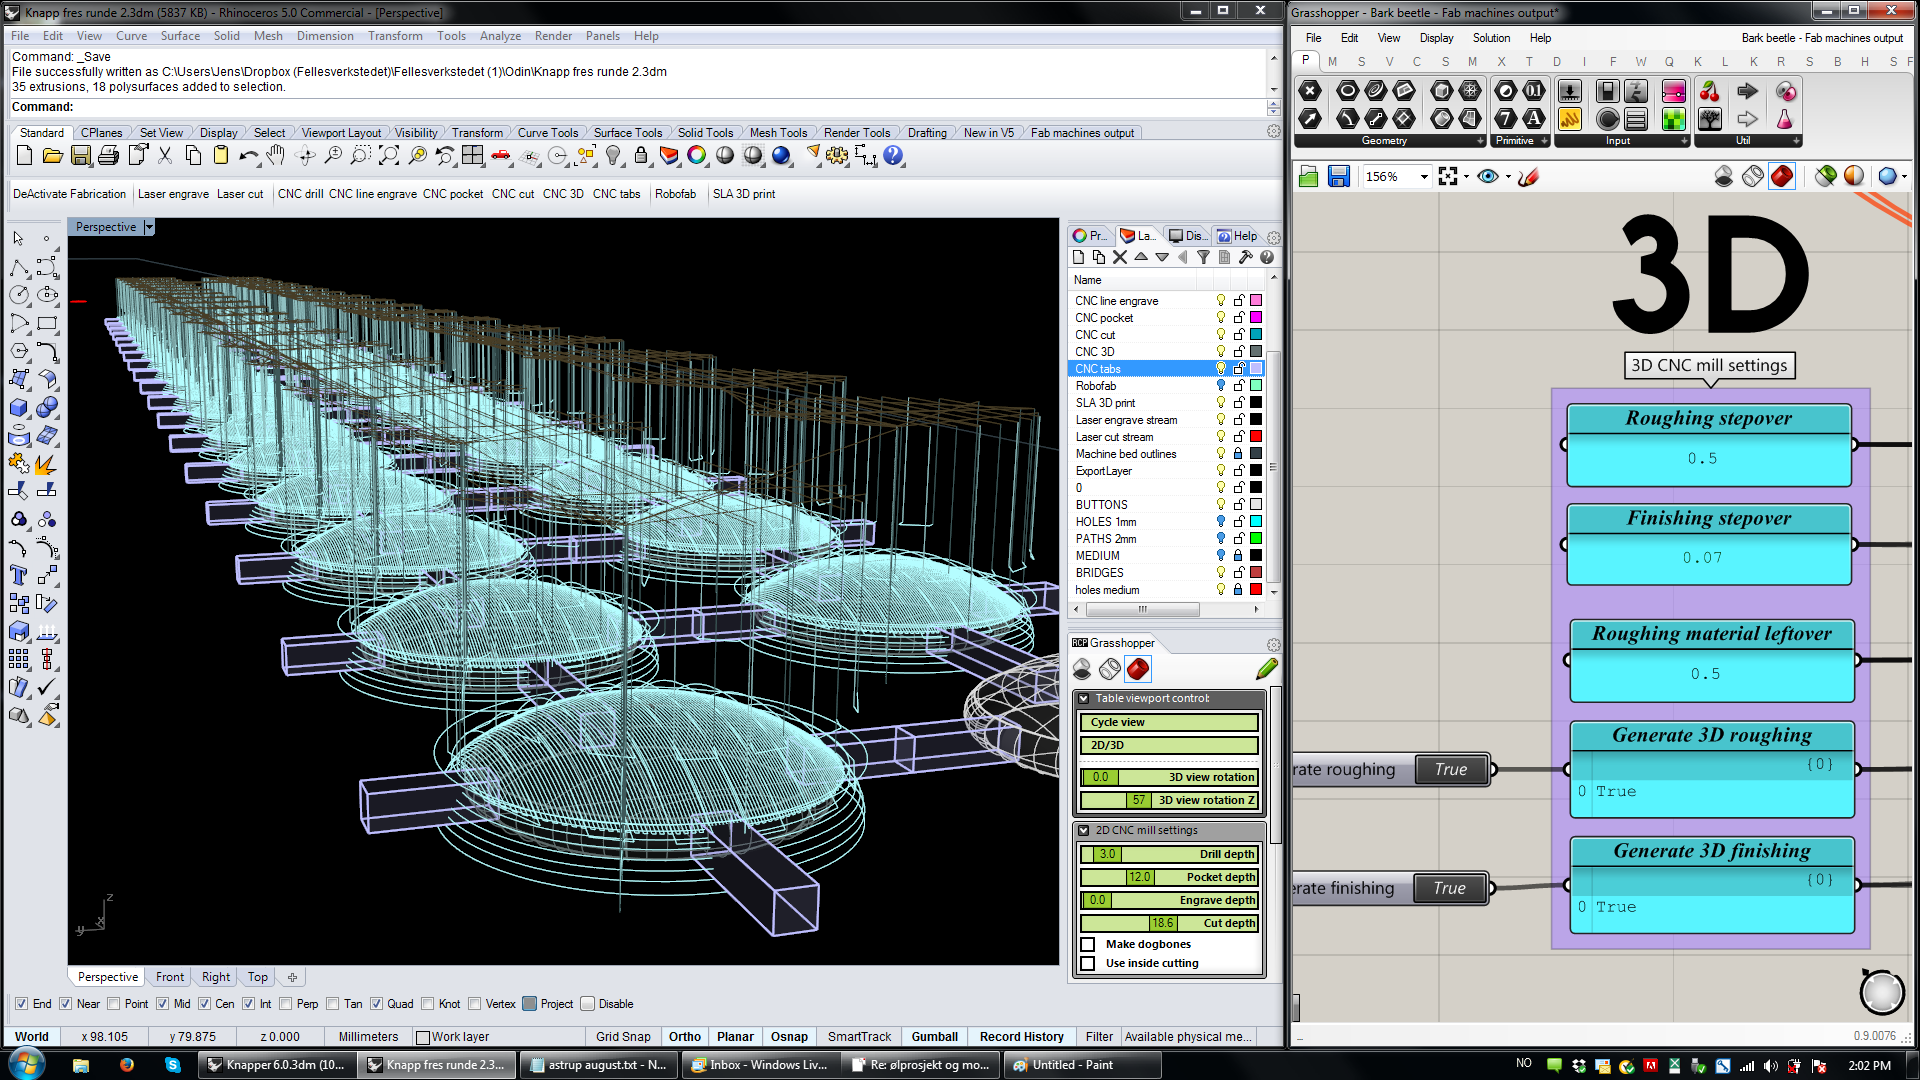 Knapp fres runde 2.3dm (5837 KB) - Rhinoceros 5.0 Commercial - [Perspective]
File Edit View Curve Surface Solid Mesh Dimension Transform Tools Analyze Render Panels Help
Command: _Save
File successfully written as C:\Users\Jens\Dropbox (Fellesverkstedet)\Fellesverkstedet (1)\Odin\Knapp fres runde 2.3dm
35 extrusions, 18 polysurfaces added to selection.
Command:
Standard CPlanes Set View Display Select Viewport Layout Visibility Transform Curve Tools Surface Tools Solid Tools Mesh Tools Render Tools Drafting New in V5 Fab machines output
DeActivate Fabrication Laser engrave Laser cut CNC drill CNC line engrave CNC pocket CNC cut CNC 3D CNC tabs Robofab SLA 3D print
Perspective
z
x
y
Pr... La... Dis... Help
Name
CNC line engrave
CNC pocket
CNC cut
CNC 3D
CNC tabs
Robofab
SLA 3D print
Laser engrave stream
Laser cut stream
Machine bed outlines
ExportLayer
0
BUTTONS
HOLES 1mm
PATHS 2mm
MEDIUM
BRIDGES
holes medium
RCP Grasshopper
Table viewport control:
Cycle view
2D/3D
0.0 3D view rotation
57 3D view rotation Z
2D CNC mill settings
3.0 Drill depth
12.0 Pocket depth
0.0 Engrave depth
18.6 Cut depth
Make dogbones
Use inside cutting
Perspective Front Right Top
End Near Point Mid Cen Int Perp Tan Quad Knot Vertex Project Disable
World x 98.105 y 79.875 z 0.000 Millimeters Work layer Grid Snap Ortho Planar Osnap SmartTrack Gumball Record History Filter Available physical me...
Grasshopper - Bark beetle - Fab machines output*
File Edit View Display Solution Help Bark beetle - Fab machines output
P M S V C S M X T D I F W Q K L K R S B H S F
0.1
7 A
Geometry Primitive Input Util
156%
3D
3D CNC mill settings
Roughing stepover
0.5
Finishing stepover
0.07
Roughing material leftover
0.5
Generate 3D roughing
{0}
0 True
rate roughing True
Generate 3D finishing
{0}
0 True
erate finishing True
0.9.0076
Knapper 6.0.3dm (10... Knapp fres runde 2.3... astrup august.txt - N... Inbox - Windows Liv... Re: ølprosjekt og mo... Untitled - Paint NO 2:02 PM